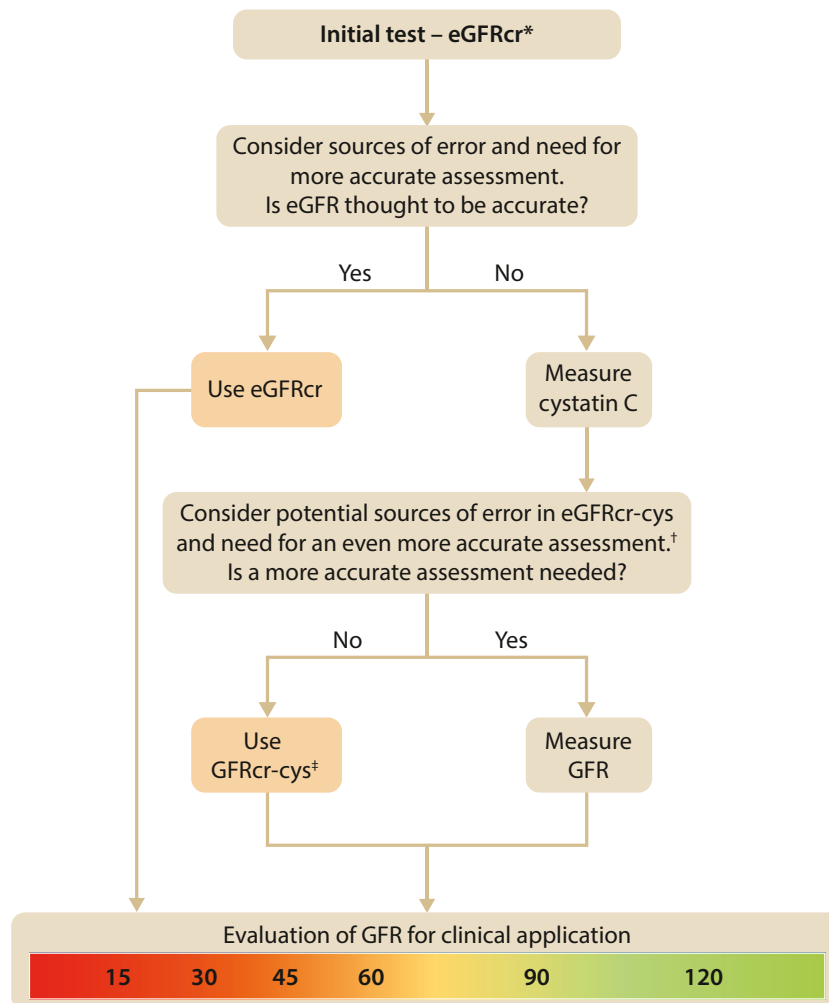 Initial test – eGFRcr*
Consider sources of error and need for
more accurate assessment.
Is eGFR thought to be accurate?
Yes
No
Use eGFRcr
Measure
cystatin C
Consider potential sources of error in eGFRcr-cys
and need for an even more accurate assessment.†
Is a more accurate assessment needed?
No
Yes
Use
GFRcr-cys‡
Measure
GFR
Evaluation of GFR for clinical application
15 30 45 60 90 120